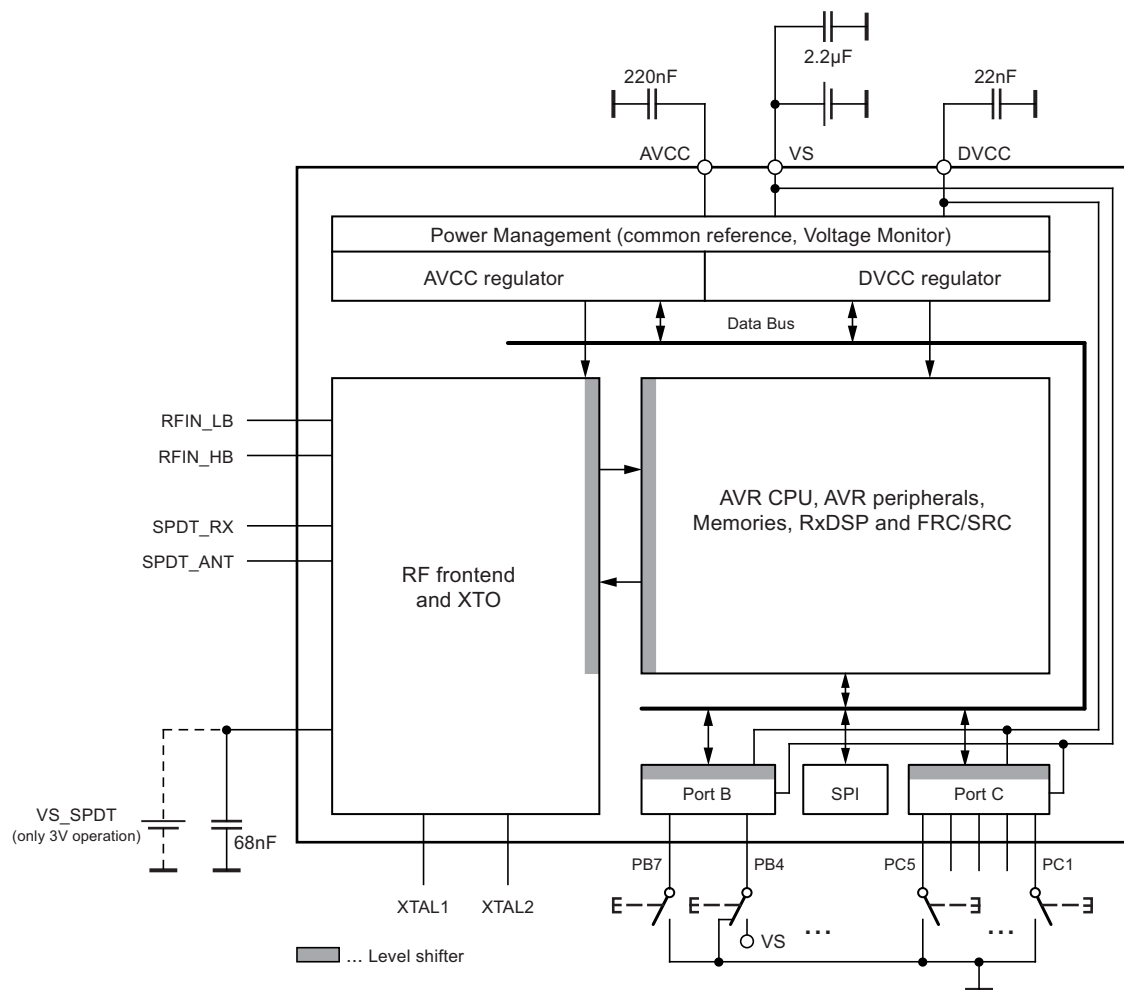 2.2µF
220nF
22nF
AVCC
VS
DVCC
Power Management (common reference, Voltage Monitor)
AVCC regulator
DVCC regulator
Data Bus
RFIN_LB
RFIN_HB
SPDT_RX
SPDT_ANT
RF frontend
and XTO
AVR CPU, AVR peripherals,
Memories, RxDSP and FRC/SRC
VS_SPDT
(only 3V operation)
68nF
Port B
SPI
Port C
PB7
PB4
PC5
PC1
XTAL1
XTAL2
VS
...
...
... Level shifter